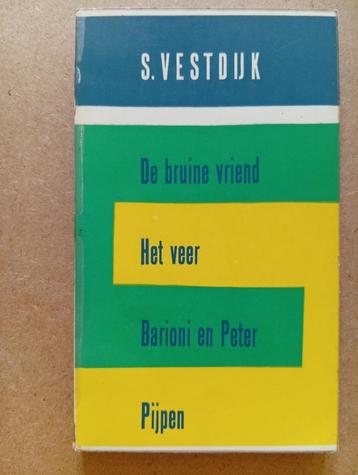 S. VESTDIJK
De bruine vriend
Het veer
Barioni en Peter
Pijpen